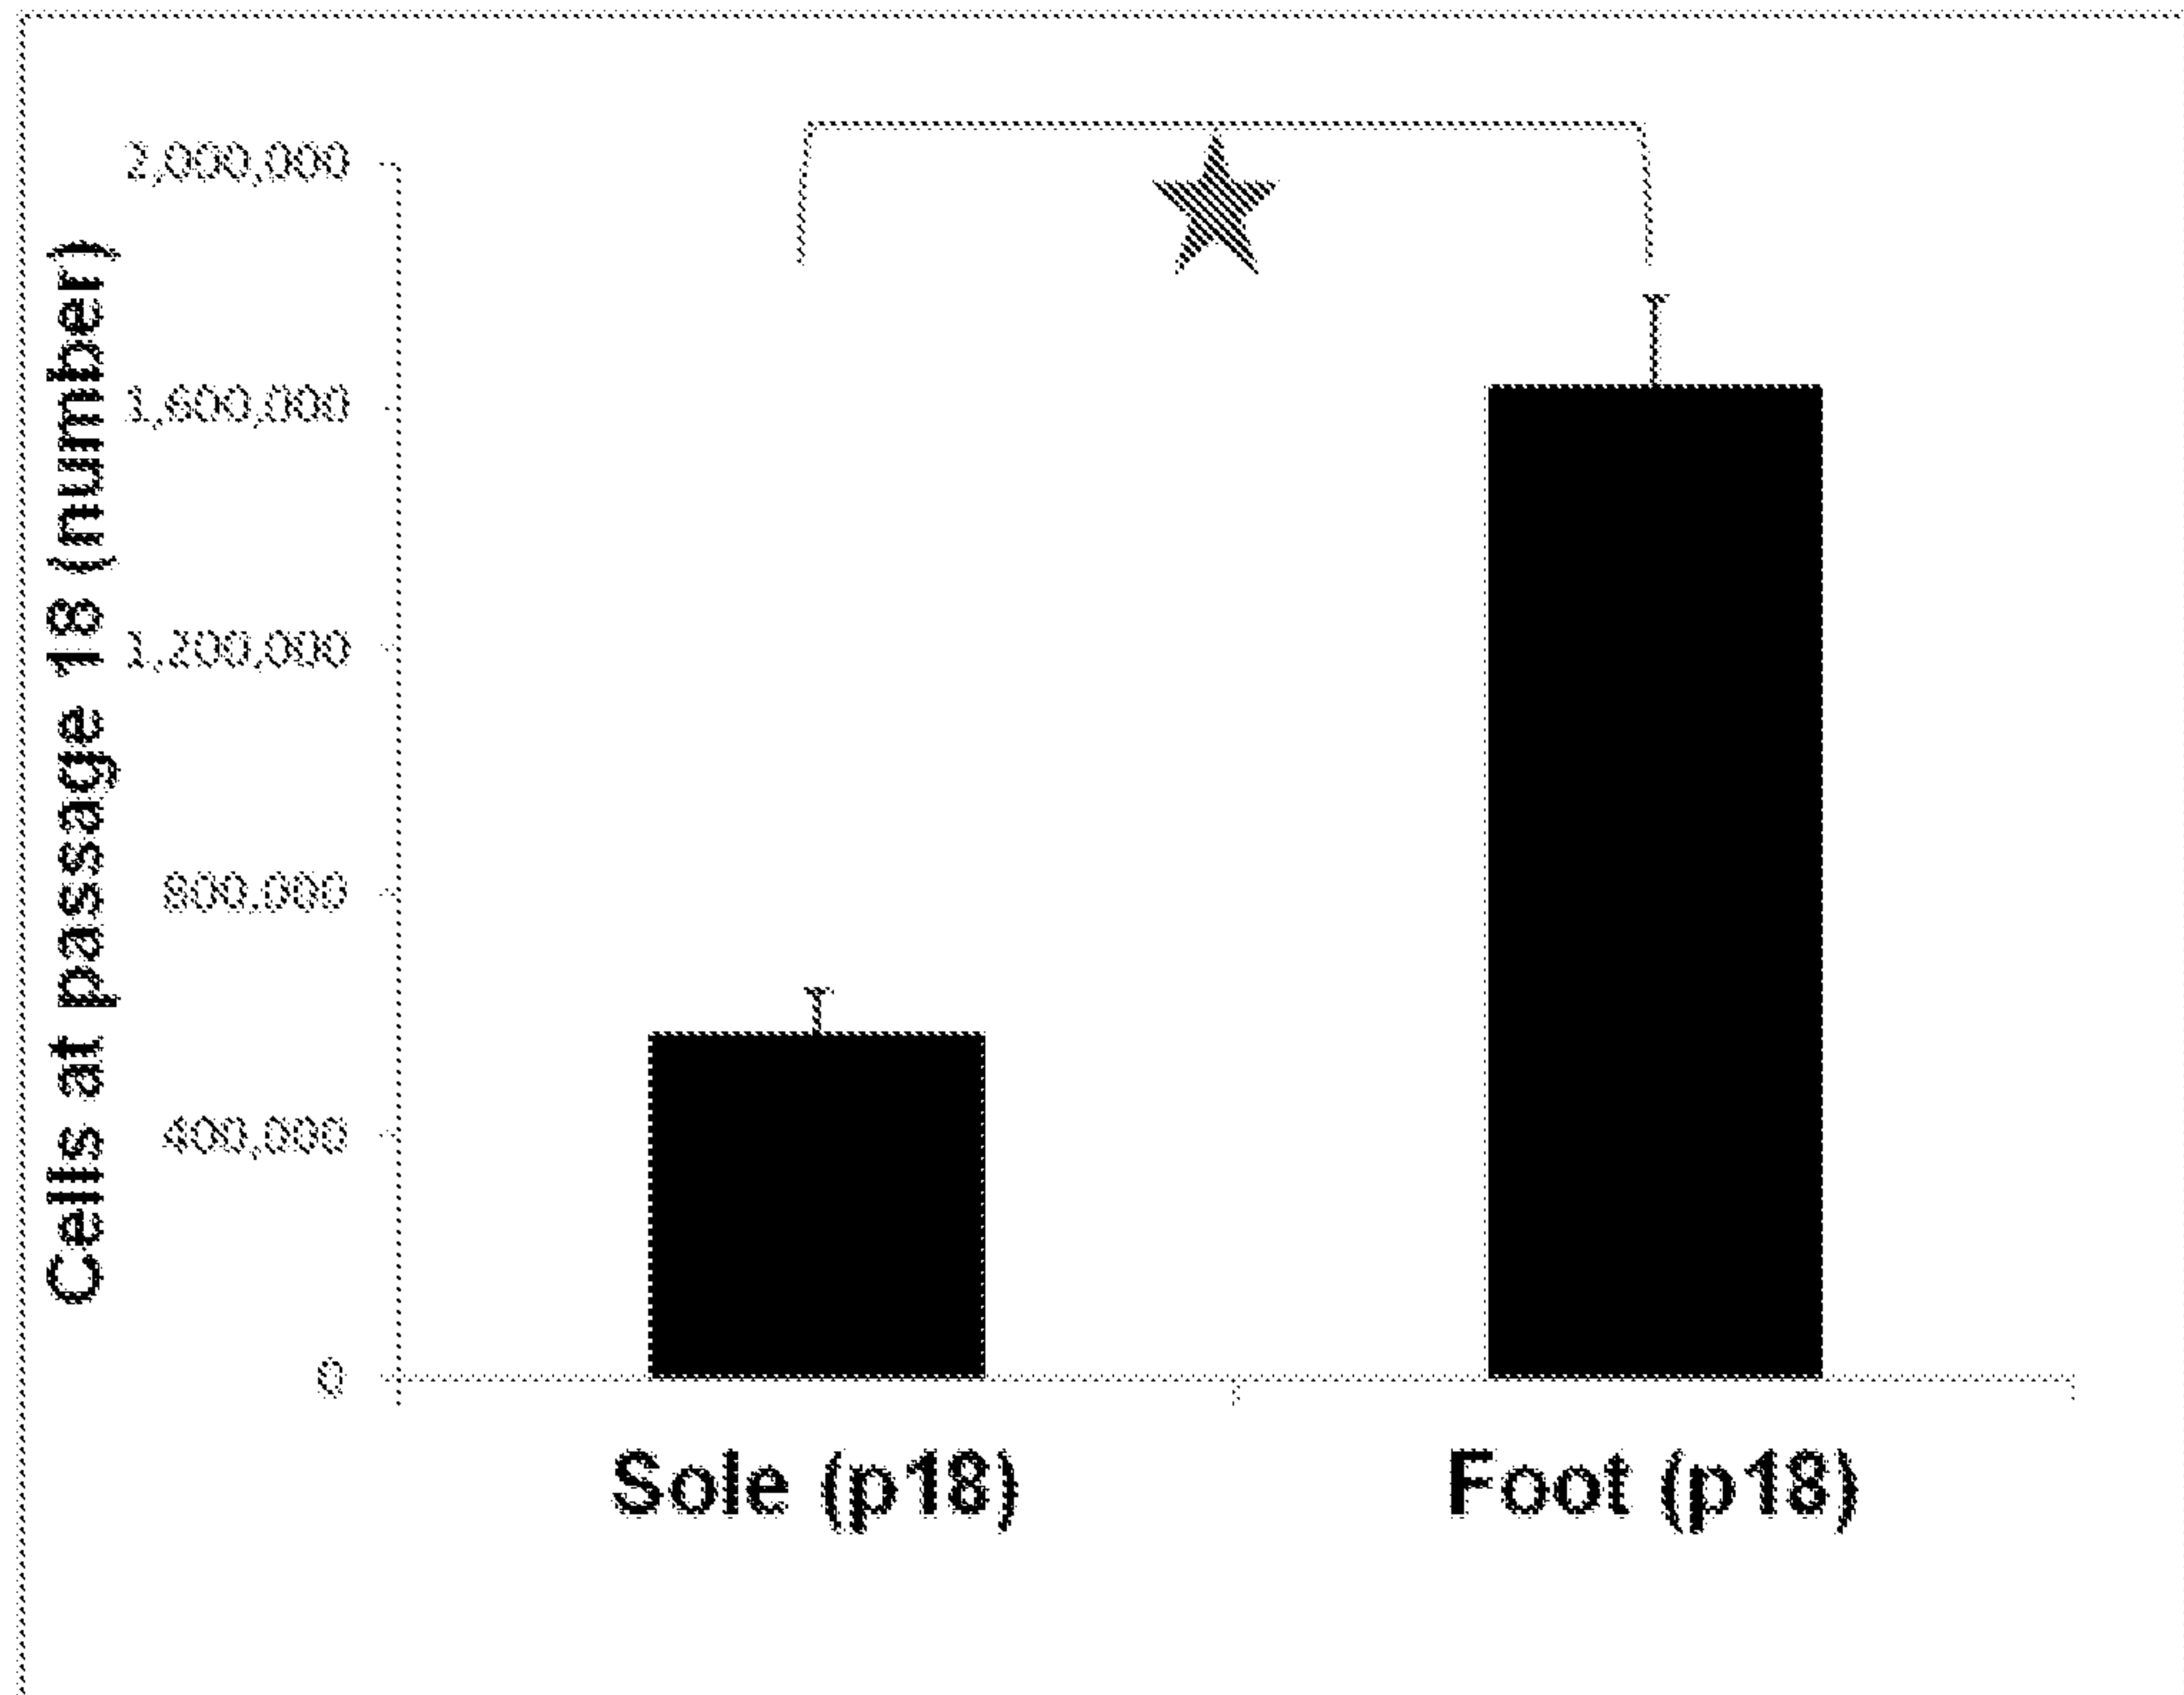 Cells at passage 18 (number)
2,000,000
1,600,000
1,200,000
800,000
400,000
0
Sole (p18)
Foot (p18)